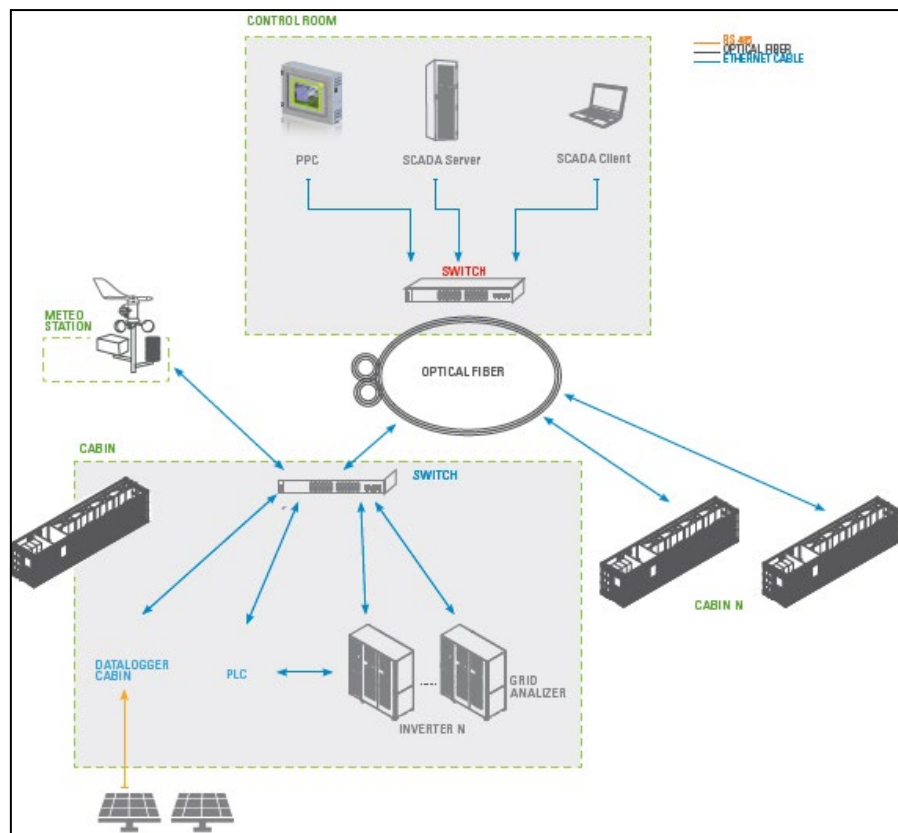 CONTROL ROOM
RS 485
OPTICAL FIBER
ETHERNET CABLE
PPC
SCADA Server
SCADA Client
SWITCH
METEO
STATION
OPTICAL FIBER
CABIN
SWITCH
CABIN N
DATALOGGER
CABIN
PLC
GRID
ANALIZER
INVERTER N